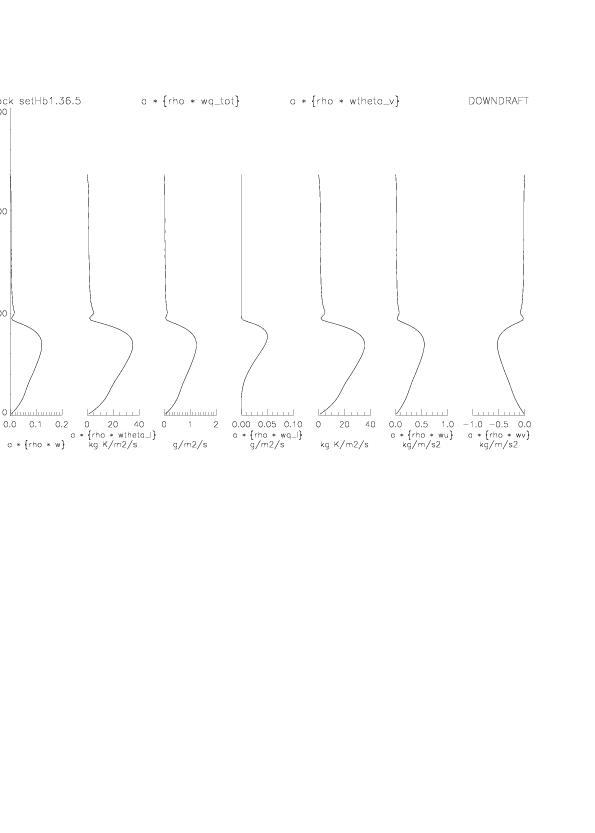 ock setHb1.36.5 a * {rho * wq_tot} a * {rho * wtheta_v} DOWNDRAFT
00
00
00
0
0.0 0.1 0.2 0 20 40 0 1 2 0.00 0.05 0.10 0 20 40 0.0 0.5 1.0 -1.0 -0.5 0.0
a * {rho * wtheta_l} a * {rho * wq_l} a * {rho * wu} a * {rho * wv}
a * {rho * w} kg K/m2/s g/m2/s g/m2/s kg K/m2/s kg/m/s2 kg/m/s2